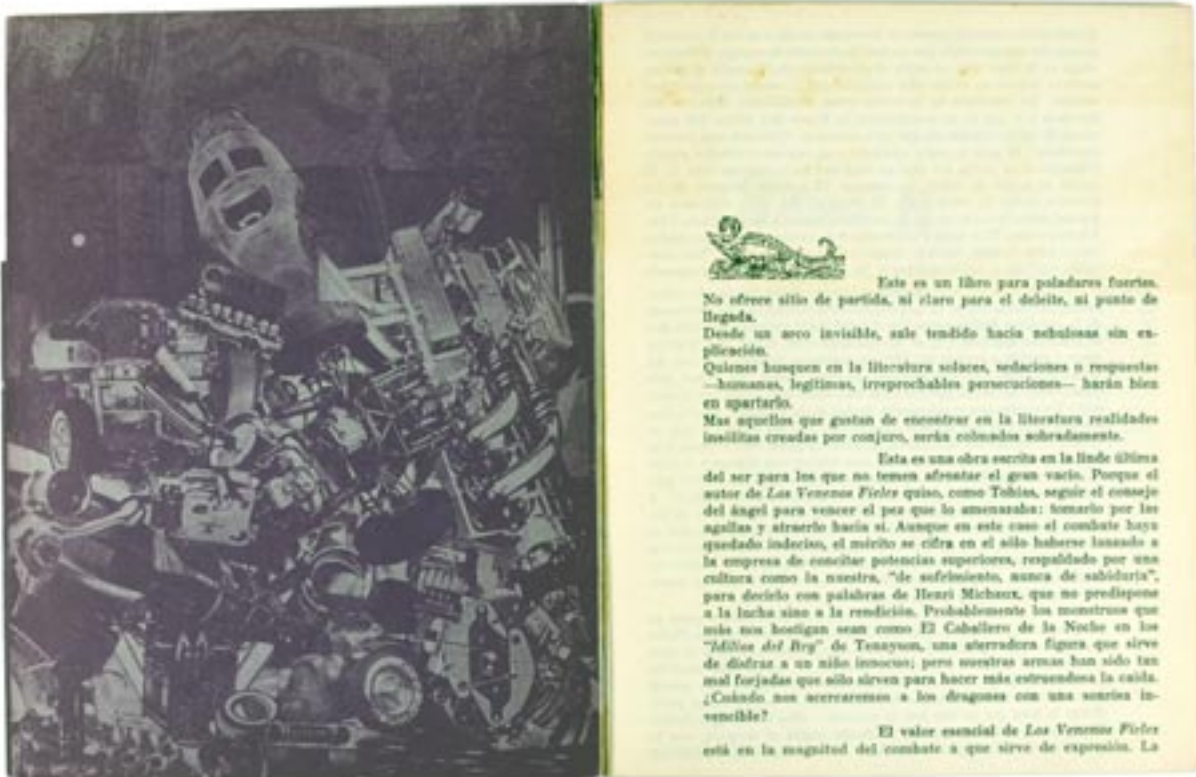 Este es un libro para paladares fuertes.
No ofrece sitio de partida, ni claro para el deleite, ni punto de
llegada.
Desde un arco invisible, sale tendido hacia nebulosas sin ex-
plicación.
Quienes busquen en la literatura solaces, sedaciones o respuestas
—humanas, legítimas, irreprochables persecuciones— harán bien
en apartarlo.
Mas aquellos que gustan de encontrar en la literatura realidades
insólitas creadas por conjuro, serán colmados sobradamente.
Esta es una obra escrita en la linde última
del ser para los que no temen afrontar el gran vacío. Porque el
autor de Los Venenos Fieles quiso, como Tobías, seguir el consejo
del ángel para vencer el pez que lo amenazaba: tomarlo por las
agallas y atraerlo hacia sí. Aunque en este caso el combate haya
quedado indeciso, el mérito se cifra en el sólo haberse lanzado a
la empresa de concitar potencias superiores, respaldado por una
cultura como la nuestra, "de sufrimiento, nunca de sabiduría",
para decirlo con palabras de Henri Michaux, que no predispone
a la lucha sino a la rendición. Probablemente los monstruos que
más nos hostigan sean como El Caballero de la Noche en los
"Idilios del Rey" de Tennyson, una aterradora figura que sirve
de disfraz a un niño inocuo; pero nuestras armas han sido tan
mal forjadas que sólo sirven para hacer más estruendosa la caída.
¿Cuándo nos acercaremos a los dragones con una sonrisa in-
vencible?
El valor esencial de Los Venenos Fieles
está en la magnitud del combate a que sirve de expresión. La